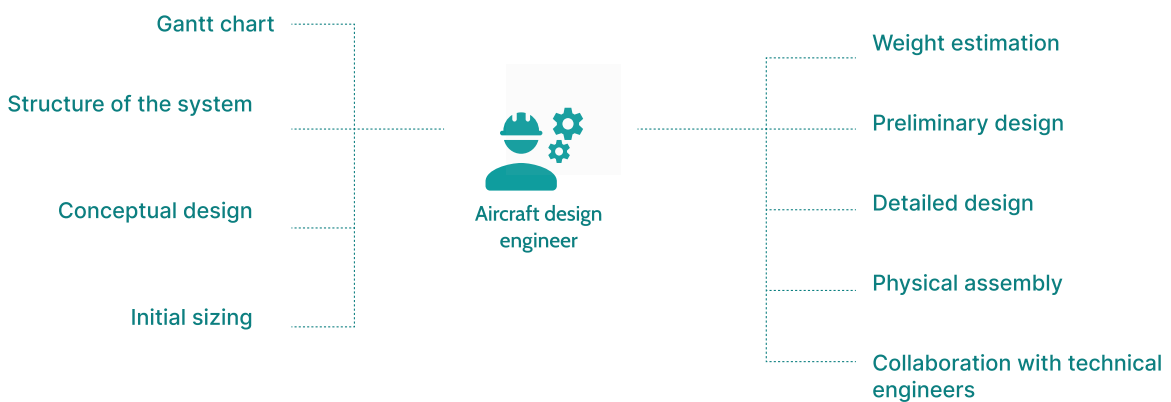 Gantt chart
Structure of the system
Conceptual design
Initial sizing
Aircraft design
engineer
Weight estimation
Preliminary design
Detailed design
Physical assembly
Collaboration with technical
engineers